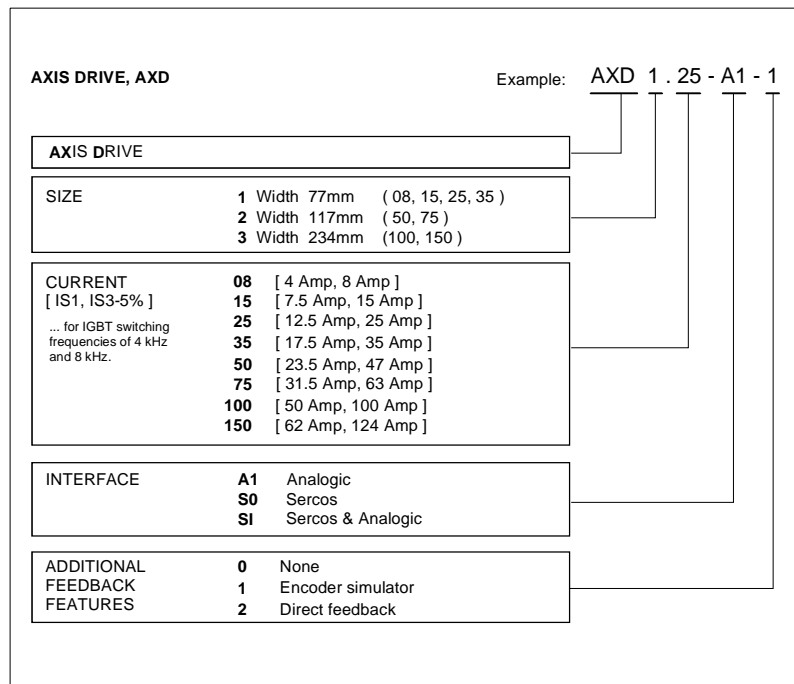 AXIS DRIVE, AXD
Example: AXD 1 . 25 - A1 - 1
AXIS DRIVE
SIZE 1 Width 77mm ( 08, 15, 25, 35 )
2 Width 117mm ( 50, 75 )
3 Width 234mm (100, 150 )
CURRENT 08 [ 4 Amp, 8 Amp ]
[ IS1, IS3-5% ] 15 [ 7.5 Amp, 15 Amp ]
... for IGBT switching 25 [ 12.5 Amp, 25 Amp ]
frequencies of 4 kHz 35 [ 17.5 Amp, 35 Amp ]
and 8 kHz. 50 [ 23.5 Amp, 47 Amp ]
75 [ 31.5 Amp, 63 Amp ]
100 [ 50 Amp, 100 Amp ]
150 [ 62 Amp, 124 Amp ]
INTERFACE A1 Analogic
S0 Sercos
SI Sercos & Analogic
ADDITIONAL 0 None
FEEDBACK 1 Encoder simulator
FEATURES 2 Direct feedback